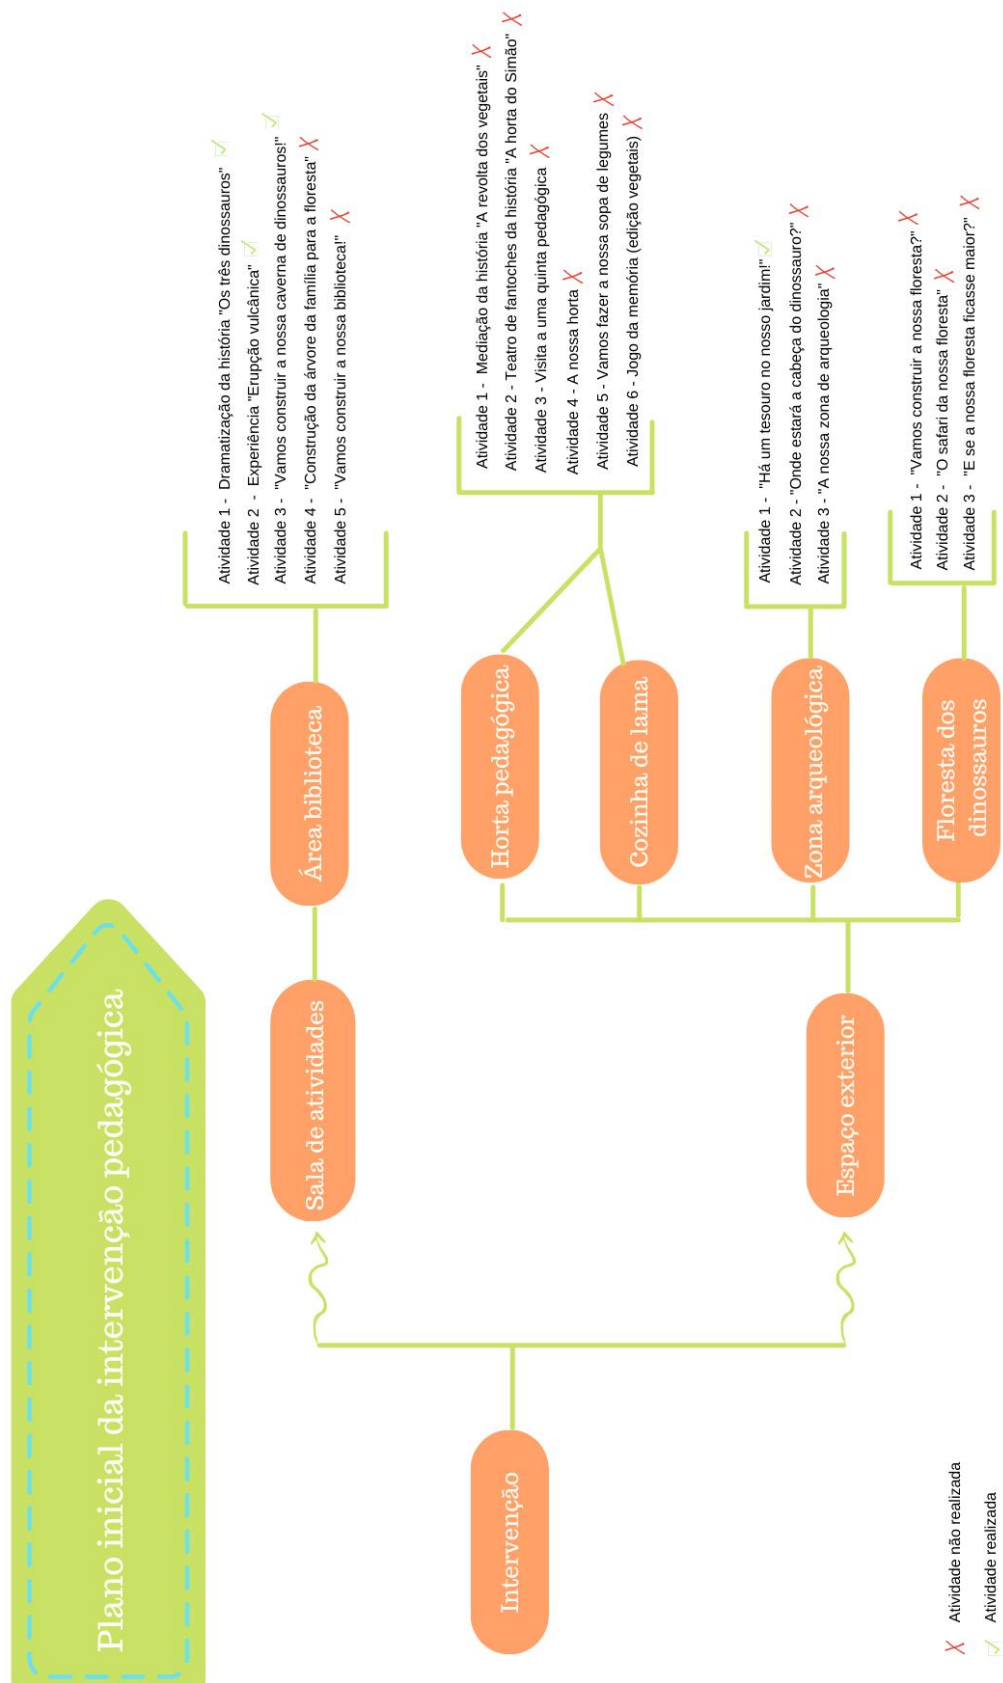 Plano inicial da intervenção pedagógica
Intervenção
Sala de atividades
Área biblioteca
Atividade 1 - Dramatização da história "Os três dinossauros"
Atividade 2 - Experiência "Erupção vulcânica"
Atividade 3 - "Vamos construir a nossa caverna de dinossauros!"
Atividade 4 - "Construção da árvore da família para a floresta"
Atividade 5 - "Vamos construir a nossa biblioteca!"
Espaço exterior
Horta pedagógica
Cozinha de lama
Atividade 1 - Mediação da história "A revolta dos vegetais"
Atividade 2 - Teatro de fantoches da história "A horta do Simão"
Atividade 3 - Visita a uma quinta pedagógica
Atividade 4 - A nossa horta
Atividade 5 - Vamos fazer a nossa sopa de legumes
Atividade 6 - Jogo da memória (edição vegetais)
Zona arqueológica
Atividade 1 - "Há um tesouro no nosso jardim!"
Atividade 2 - "Onde estará a cabeça do dinossauro?"
Atividade 3 - "A nossa zona de arqueologia"
Floresta dos
dinossauros
Atividade 1 - "Vamos construir a nossa floresta?"
Atividade 2 - "O safari da nossa floresta"
Atividade 3 - "E se a nossa floresta ficasse maior?"
Atividade não realizada
Atividade realizada